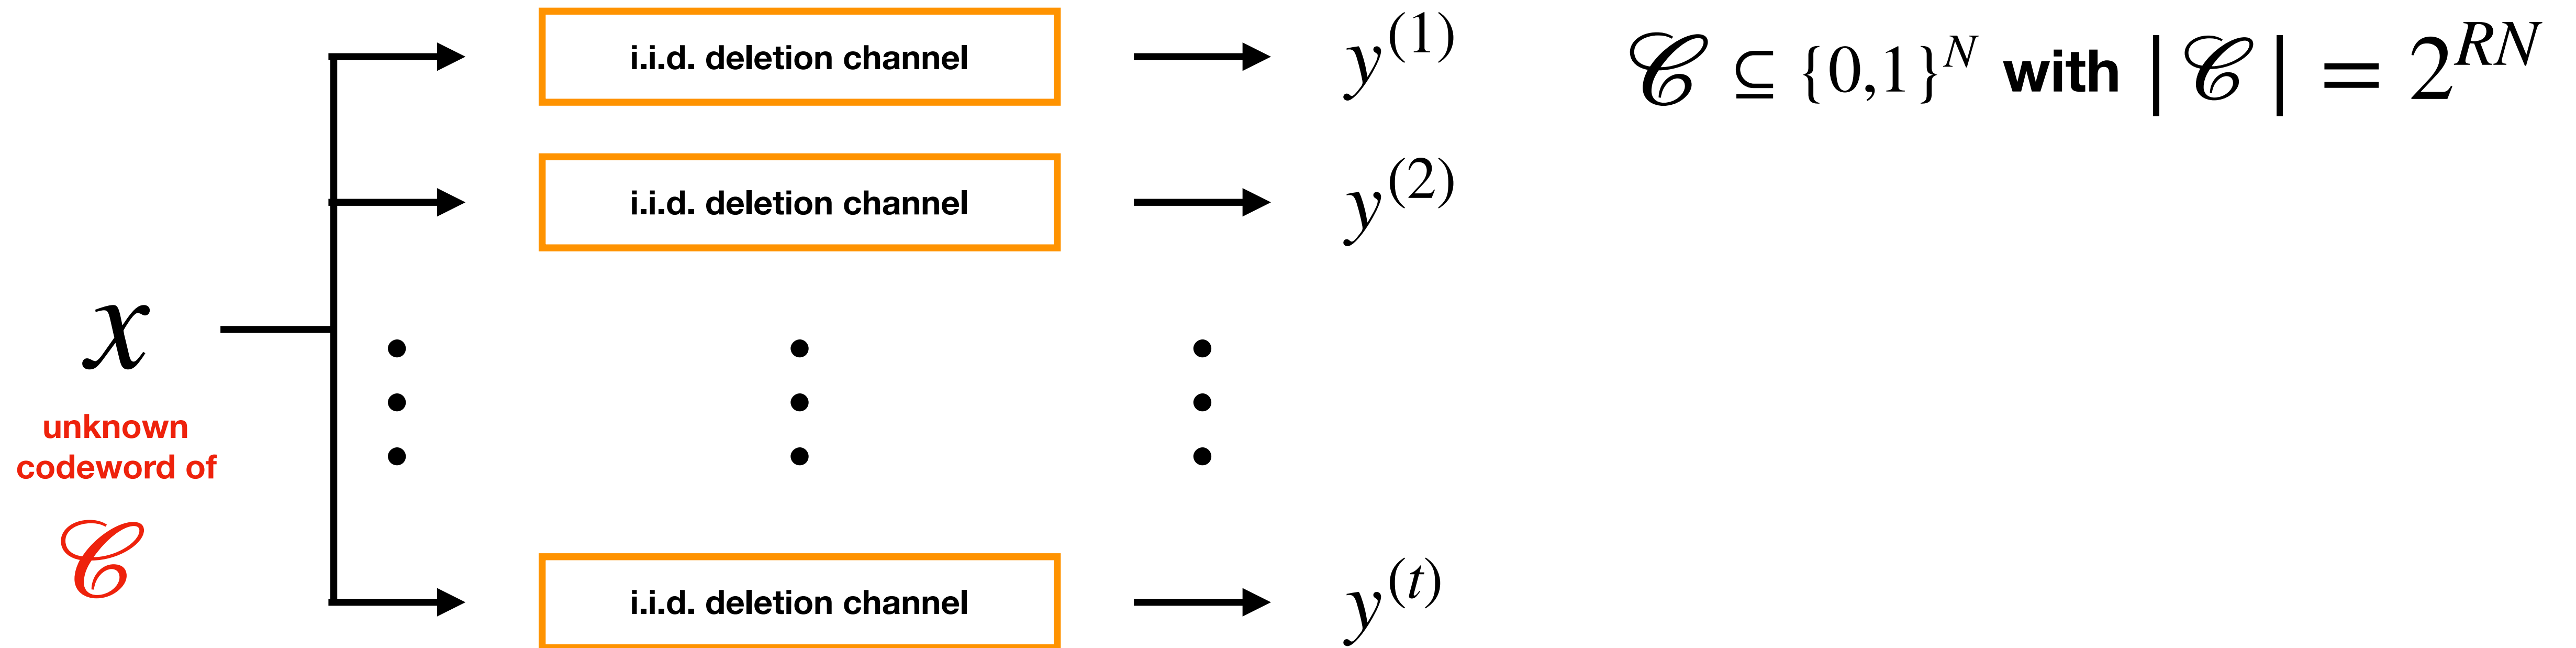 i.i.d. deletion channel
y^{(1)}
𝒞 ⊆ {0,1}^N with |𝒞| = 2^{RN}
i.i.d. deletion channel
y^{(2)}
x
unknown
codeword of
𝒞
i.i.d. deletion channel
y^{(t)}